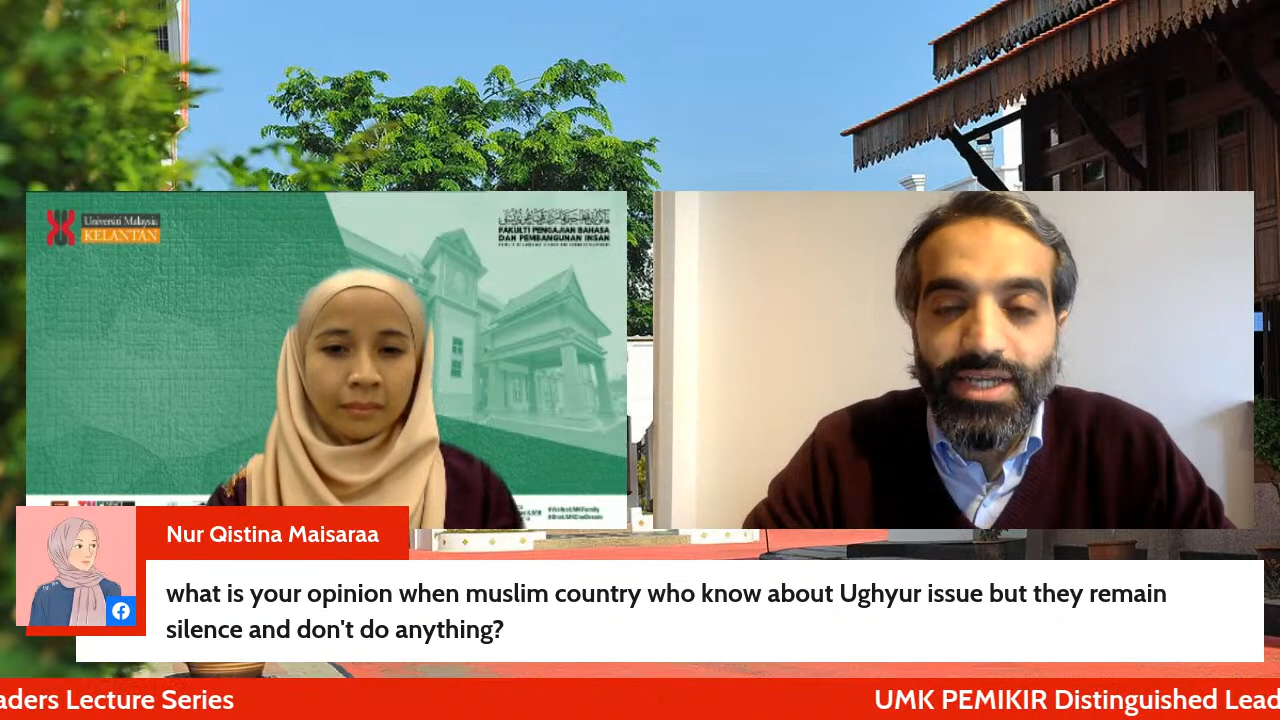 Universiti Malaysia
KELANTAN
FAKULTI PENGAJIAN BAHASA
DAN PEMBANGUNAN INSAN
Nur Qistina Maisaraa
what is your opinion when muslim country who know about Ughyur issue but they remain
silence and don't do anything?
aders Lecture Series
UMK PEMIKIR Distinguished Lead